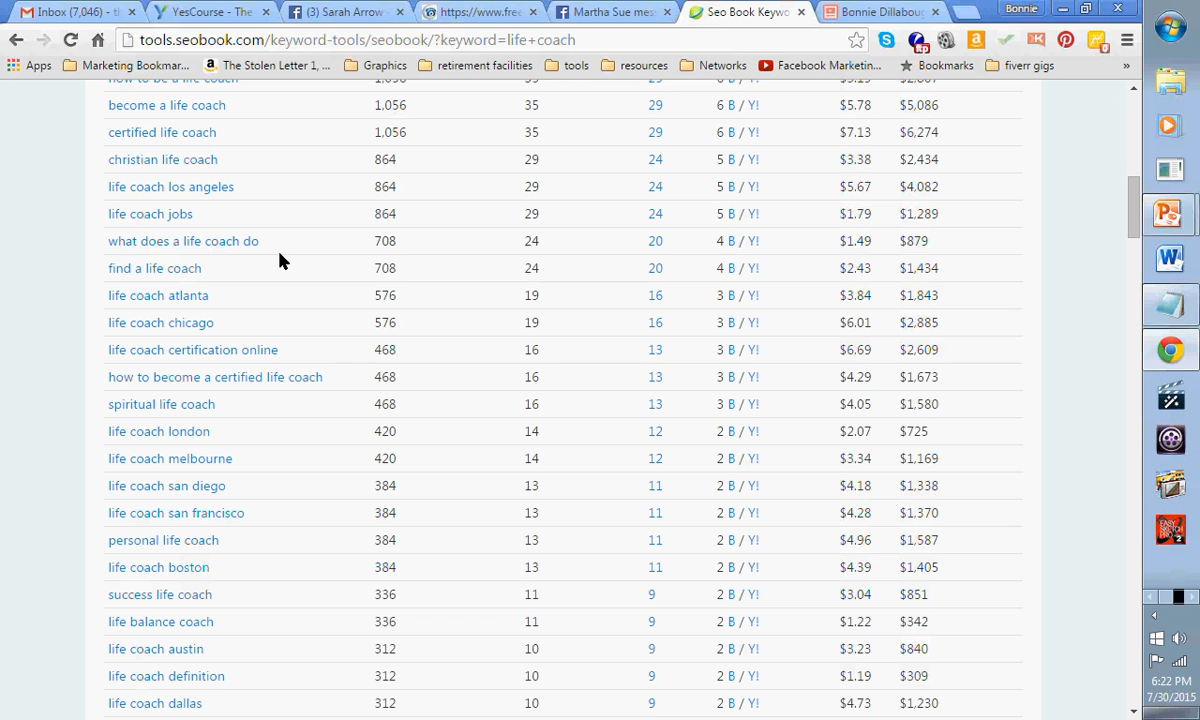 Inbox (7,046) - th
YesCourse - The
(3) Sarah Arrow
https://www.free
Martha Sue mes
Seo Book Keywo
Bonnie Dillaboug
Bonnie
tools.seobook.com/keyword-tools/seobook/?keyword=life+coach
Apps Marketing Bookmar... The Stolen Letter 1, ... Graphics retirement facilities tools resources Networks Facebook Marketin... Bookmarks fiverr gigs »
how to be a life coach
become a life coach 1,056 35 29 6 B / Y! $5.78 $5,086
certified life coach 1,056 35 29 6 B / Y! $7.13 $6,274
christian life coach 864 29 24 5 B / Y! $3.38 $2,434
life coach los angeles 864 29 24 5 B / Y! $5.67 $4,082
life coach jobs 864 29 24 5 B / Y! $1.79 $1,289
what does a life coach do 708 24 20 4 B / Y! $1.49 $879
find a life coach 708 24 20 4 B / Y! $2.43 $1,434
life coach atlanta 576 19 16 3 B / Y! $3.84 $1,843
life coach chicago 576 19 16 3 B / Y! $6.01 $2,885
life coach certification online 468 16 13 3 B / Y! $6.69 $2,609
how to become a certified life coach 468 16 13 3 B / Y! $4.29 $1,673
spiritual life coach 468 16 13 3 B / Y! $4.05 $1,580
life coach london 420 14 12 2 B / Y! $2.07 $725
life coach melbourne 420 14 12 2 B / Y! $3.34 $1,169
life coach san diego 384 13 11 2 B / Y! $4.18 $1,338
life coach san francisco 384 13 11 2 B / Y! $4.28 $1,370
personal life coach 384 13 11 2 B / Y! $4.96 $1,587
life coach boston 384 13 11 2 B / Y! $4.39 $1,405
success life coach 336 11 9 2 B / Y! $3.04 $851
life balance coach 336 11 9 2 B / Y! $1.22 $342
life coach austin 312 10 9 2 B / Y! $3.23 $840
life coach definition 312 10 9 2 B / Y! $1.19 $309
life coach dallas 312 10 9 2 B / Y! $4.73 $1,230
6:22 PM
7/30/2015